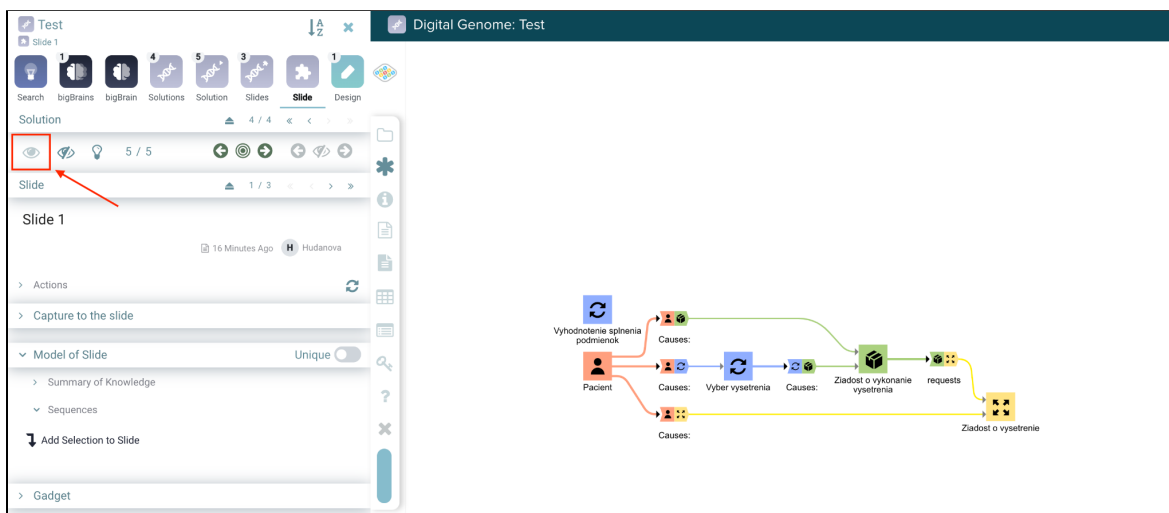 Test
Slide 1
A
Z
Digital Genome: Test
1
4
5
3
1
Search
bigBrains
bigBrain
Solutions
Solution
Slides
Slide
Design
Solution
4 / 4
5 / 5
Slide
1 / 3
Slide 1
16 Minutes Ago
H
Hudanova
Actions
Capture to the slide
Model of Slide
Unique
Summary of Knowledge
Sequences
Add Selection to Slide
Gadget
Vyhodnotenie splnenia
podmienok
Causes:
Pacient
Causes:
Vyber vysetrenia
Causes:
Ziadost o vykonanie
vysetrenia
requests
Causes:
Ziadost o vysetrenie